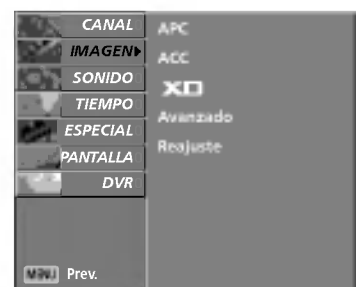 CANAL
IMAGEN
SONIDO
TIEMPO
ESPECIAL
PANTALLA
DVR
APC
ACC
XD
Avanzado
Reajuste
MENU Prev.